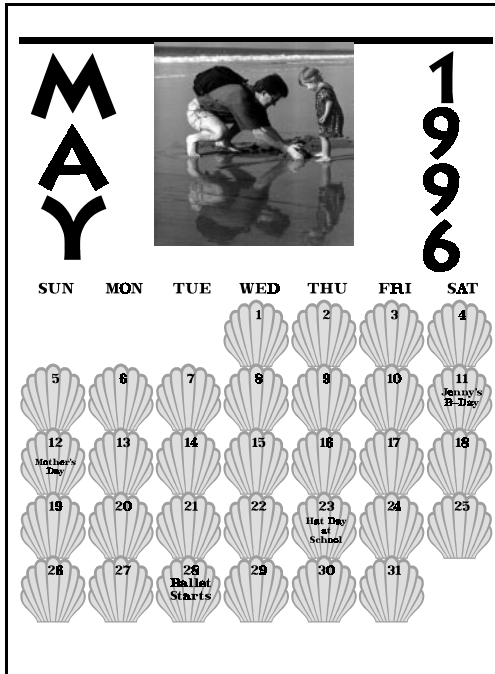 MAY
1996
SUN MON TUE WED THU FRI SAT
1 2 3 4
5 6 7 8 9 10 11
Jenny's
B-Day
12 13 14 15 16 17 18
Mother's
Day
19 20 21 22 23 24 25
Hat Day
at
School
26 27 28 29 30 31
Ballet
Starts